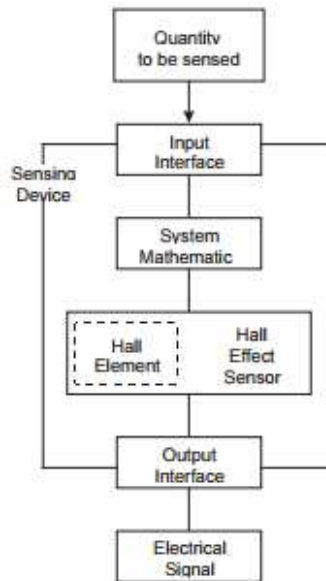 Quantity
to be sensed
Input
Interface
Sensing
Device
System
Mathematic
Hall
Element
Hall
Effect
Sensor
Output
Interface
Electrical
Signal